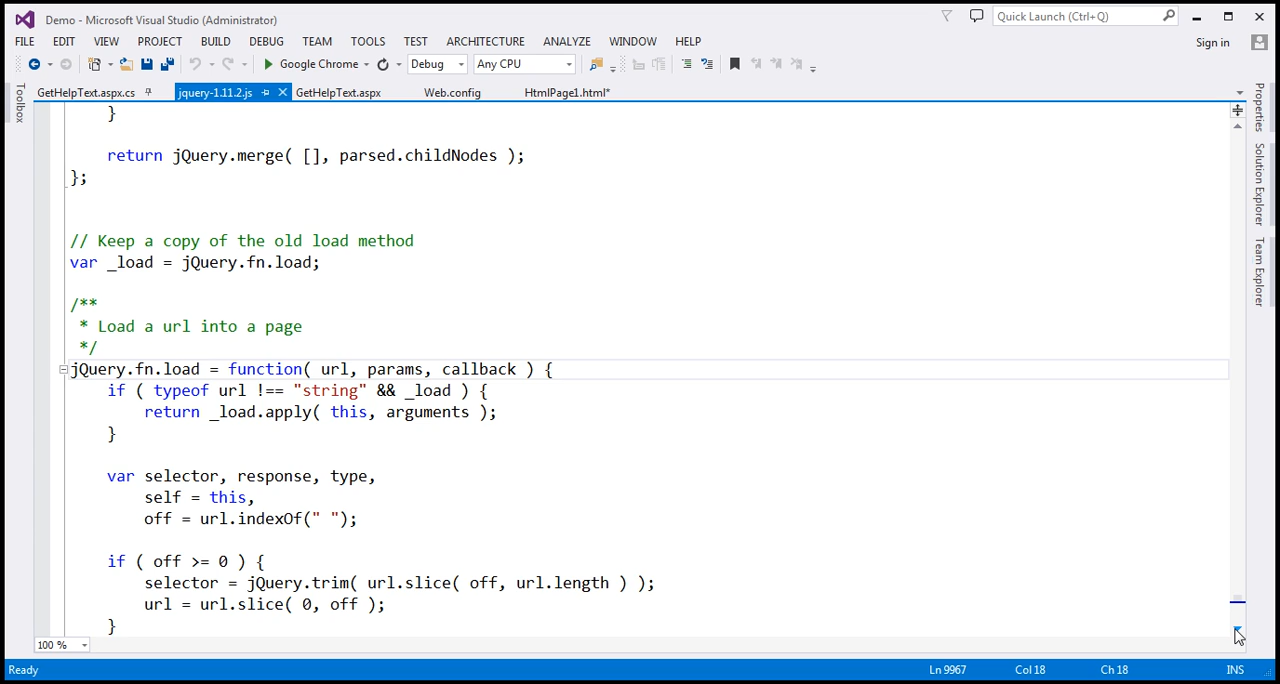 Demo - Microsoft Visual Studio (Administrator)
Quick Launch (Ctrl+Q)
FILE EDIT VIEW PROJECT BUILD DEBUG TEAM TOOLS TEST ARCHITECTURE ANALYZE WINDOW HELP
Sign in
Google Chrome
Debug
Any CPU
Toolbox
GetHelpText.aspx.cs
jquery-1.11.2.js
GetHelpText.aspx
Web.config
HtmlPage1.html*
Properties
Solution Explorer
Team Explorer
}
return jQuery.merge( [], parsed.childNodes );
};
// Keep a copy of the old load method
var _load = jQuery.fn.load;
/**
* Load a url into a page
*/
jQuery.fn.load = function( url, params, callback ) {
if ( typeof url !== "string" && _load ) {
return _load.apply( this, arguments );
}
var selector, response, type,
self = this,
off = url.indexOf(" ");
if ( off >= 0 ) {
selector = jQuery.trim( url.slice( off, url.length ) );
url = url.slice( 0, off );
}
100 %
Ready
Ln 9967
Col 18
Ch 18
INS